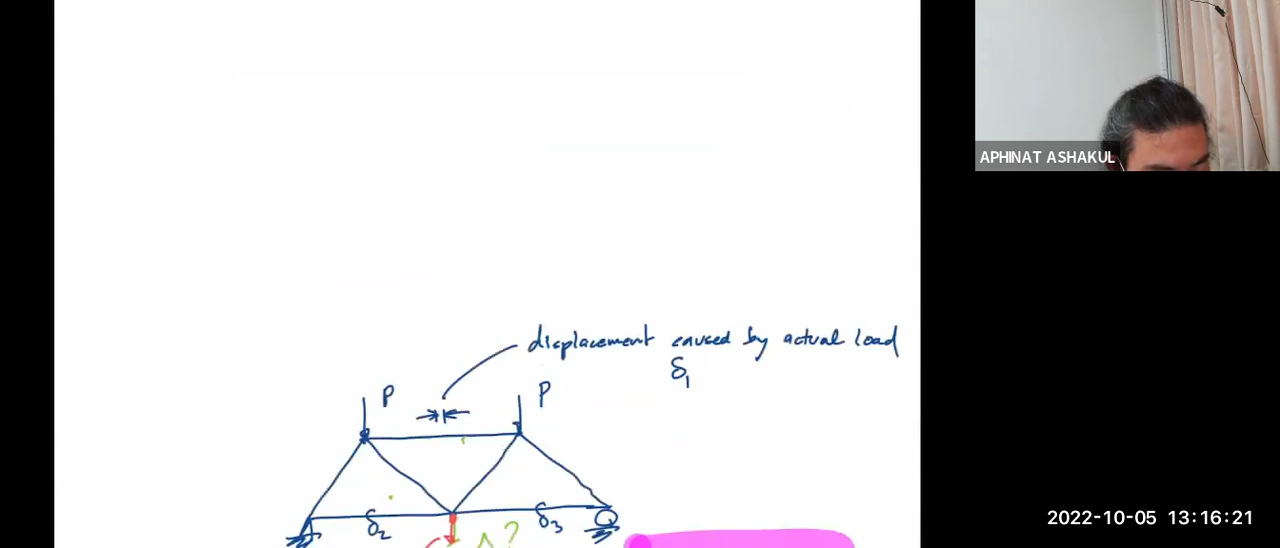 APHINAT ASHAKUL
displacement caused by actual load
δ1
P
P
δ2
δ3
Δ?
2022-10-05 13:16:21